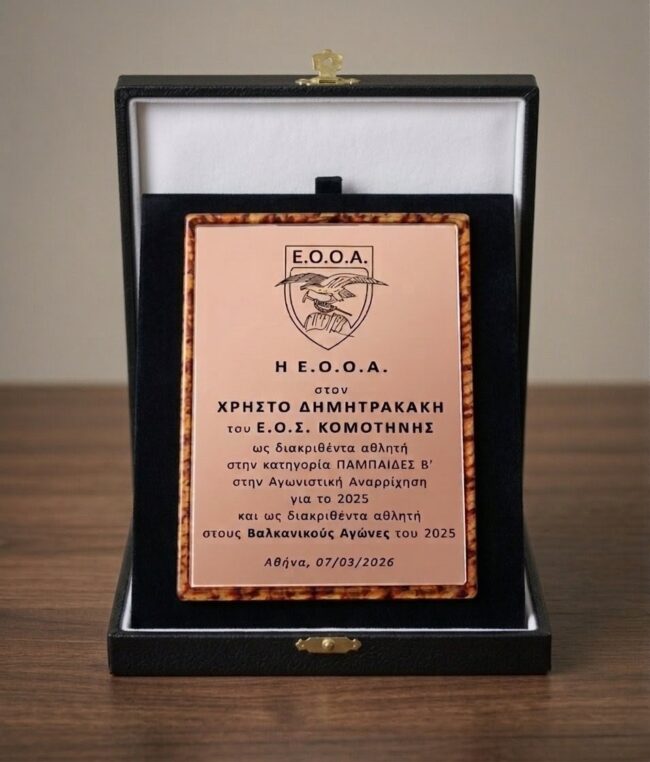 Ε.Ο.Ο.Α.
Η Ε.Ο.Ο.Α.
στον
ΧΡΗΣΤΟ ΔΗΜΗΤΡΑΚΑΚΗ
του Ε.Ο.Σ. ΚΟΜΟΤΗΝΗΣ
ως διακριθέντα αθλητή
στην κατηγορία ΠΑΜΠΑΙΔΕΣ Β'
στην Αγωνιστική Αναρρίχηση
για το 2025
και ως διακριθέντα αθλητή
στους Βαλκανικούς Αγώνες του 2025
Αθήνα, 07/03/2026